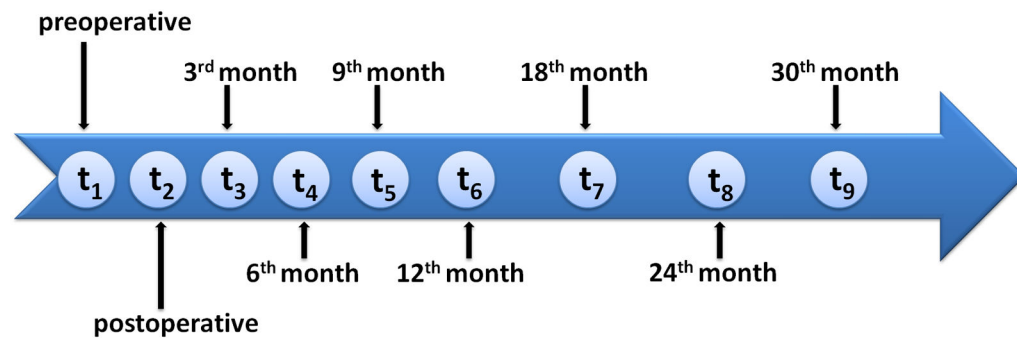 preoperative
3rd month
9th month
18th month
30th month
t1
t2
t3
t4
t5
t6
t7
t8
t9
6th month
12th month
24th month
postoperative